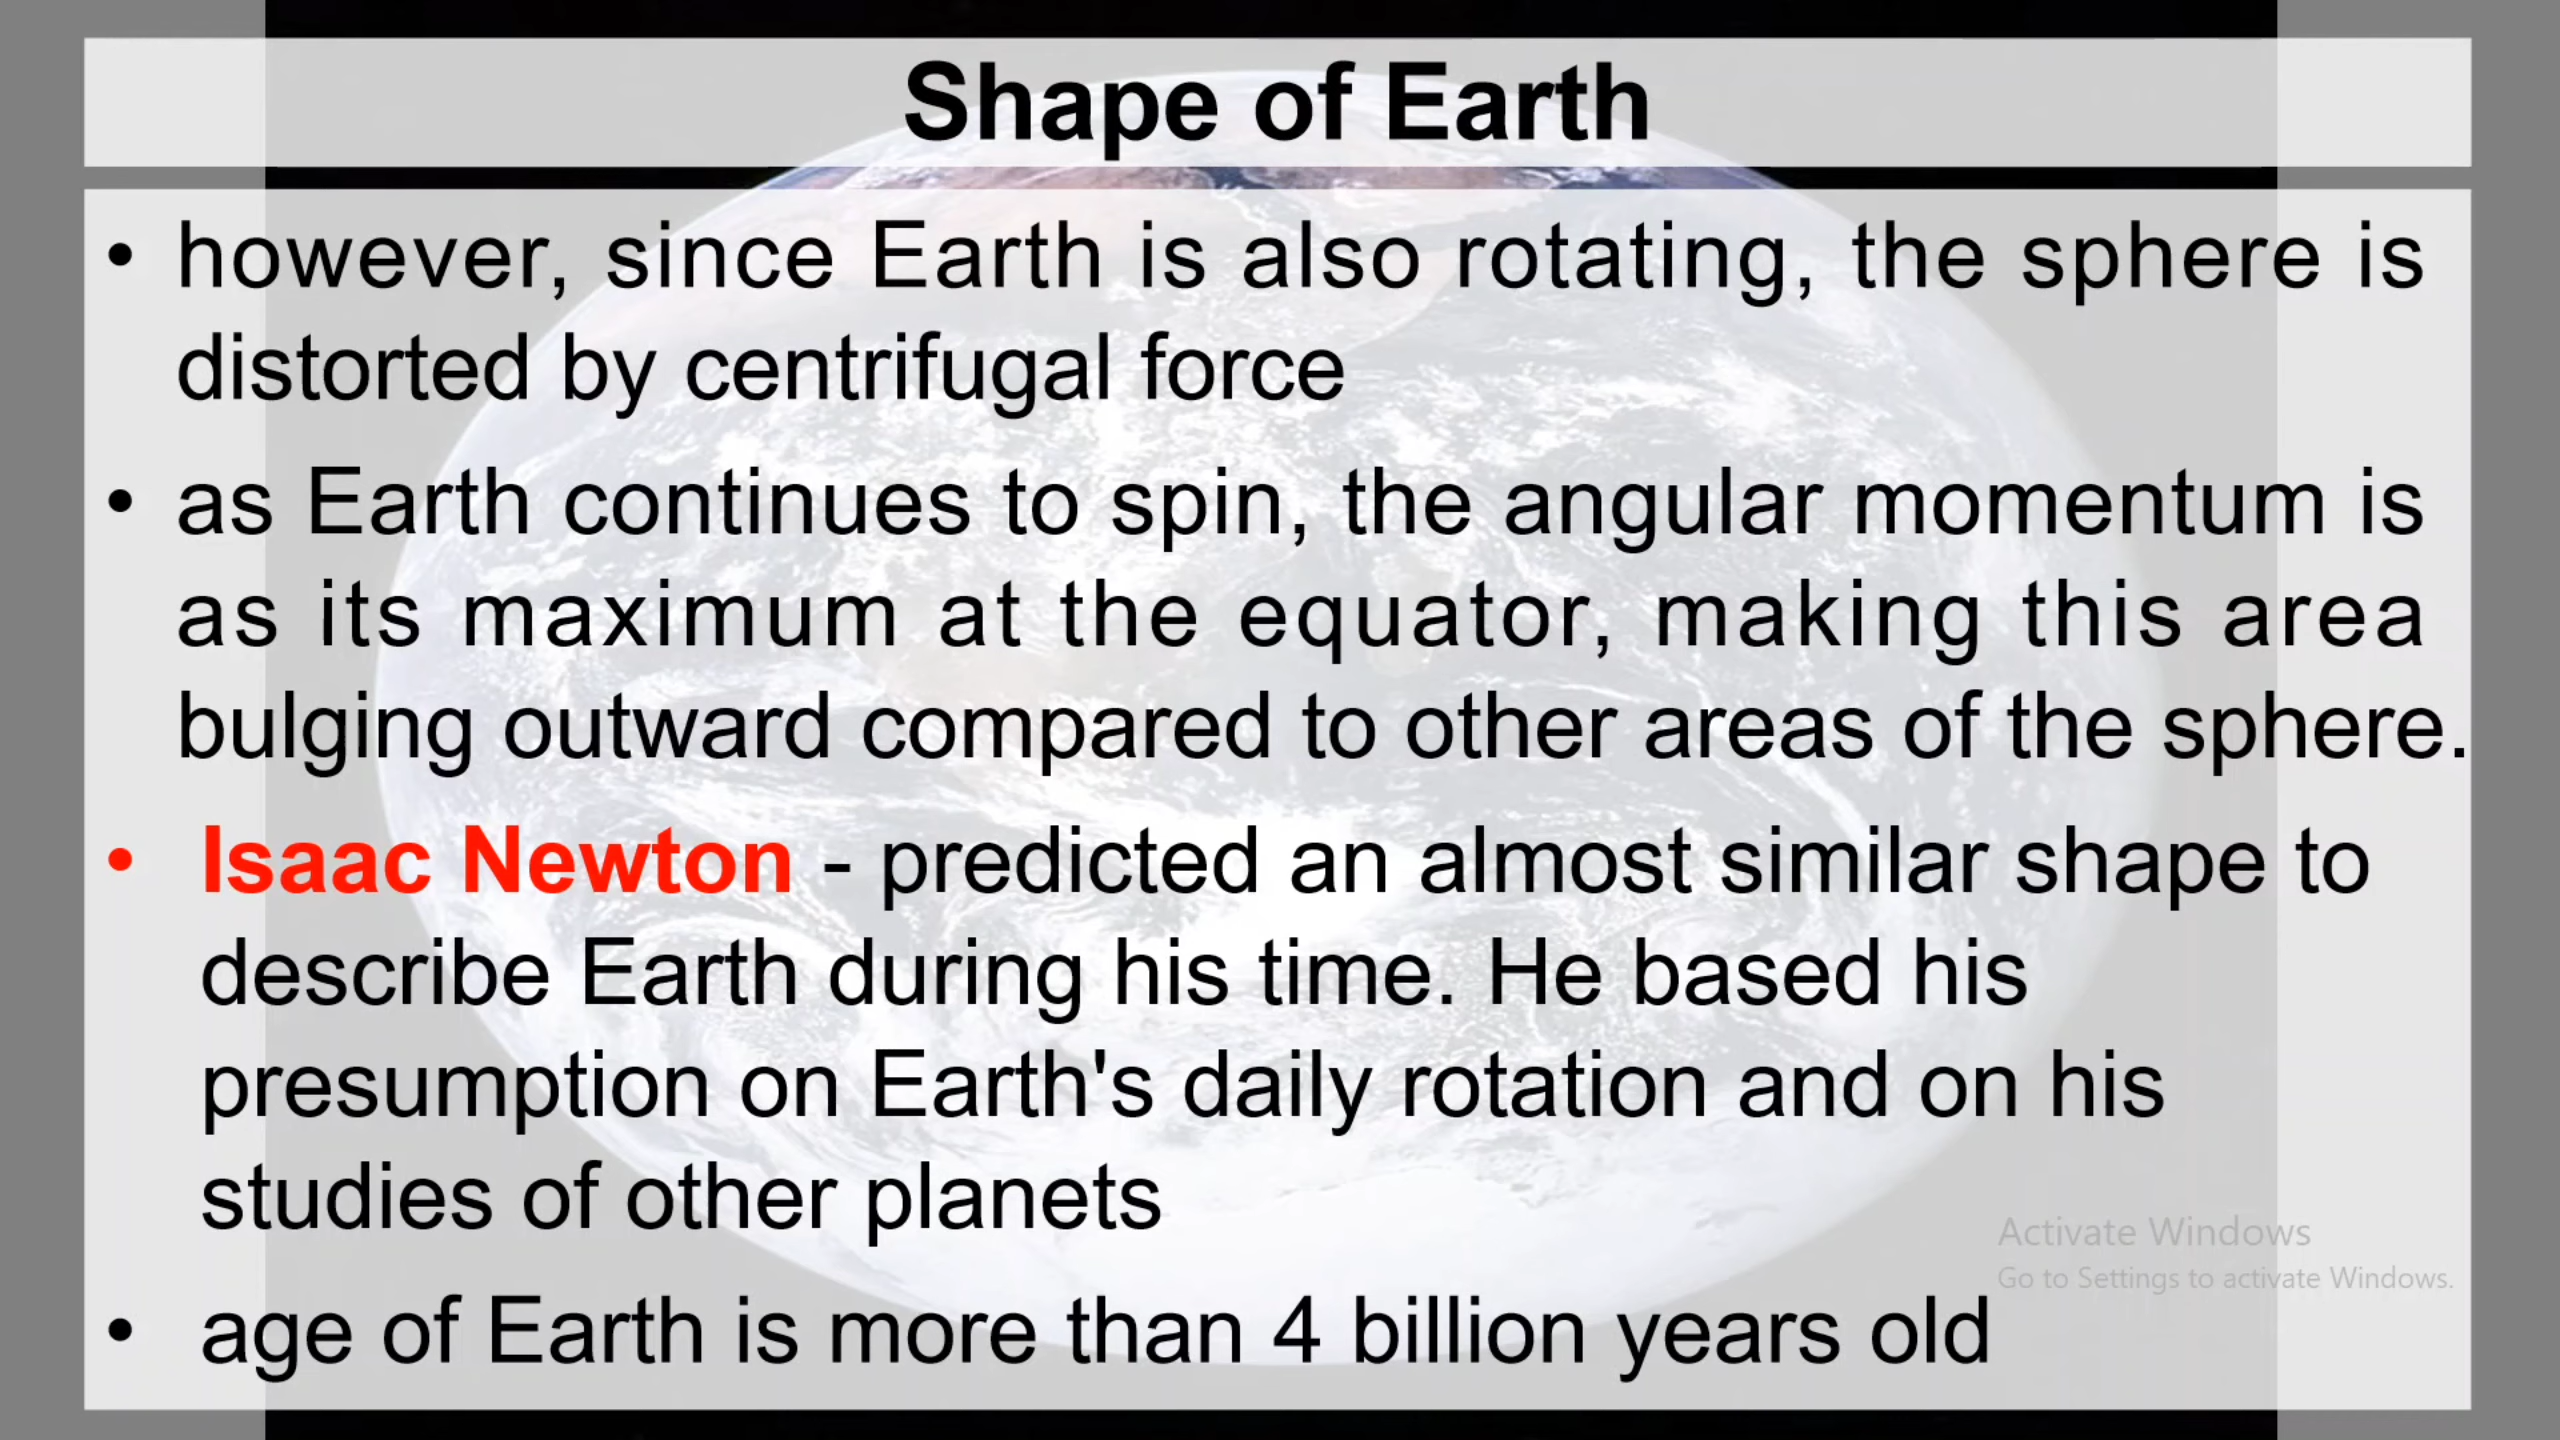 Shape of Earth
• however, since Earth is also rotating, the sphere is
distorted by centrifugal force
• as Earth continues to spin, the angular momentum is
as its maximum at the equator, making this area
bulging outward compared to other areas of the sphere.
• Isaac Newton - predicted an almost similar shape to
describe Earth during his time. He based his
presumption on Earth's daily rotation and on his
studies of other planets
• age of Earth is more than 4 billion years old
Activate Windows
Go to Settings to activate Windows.